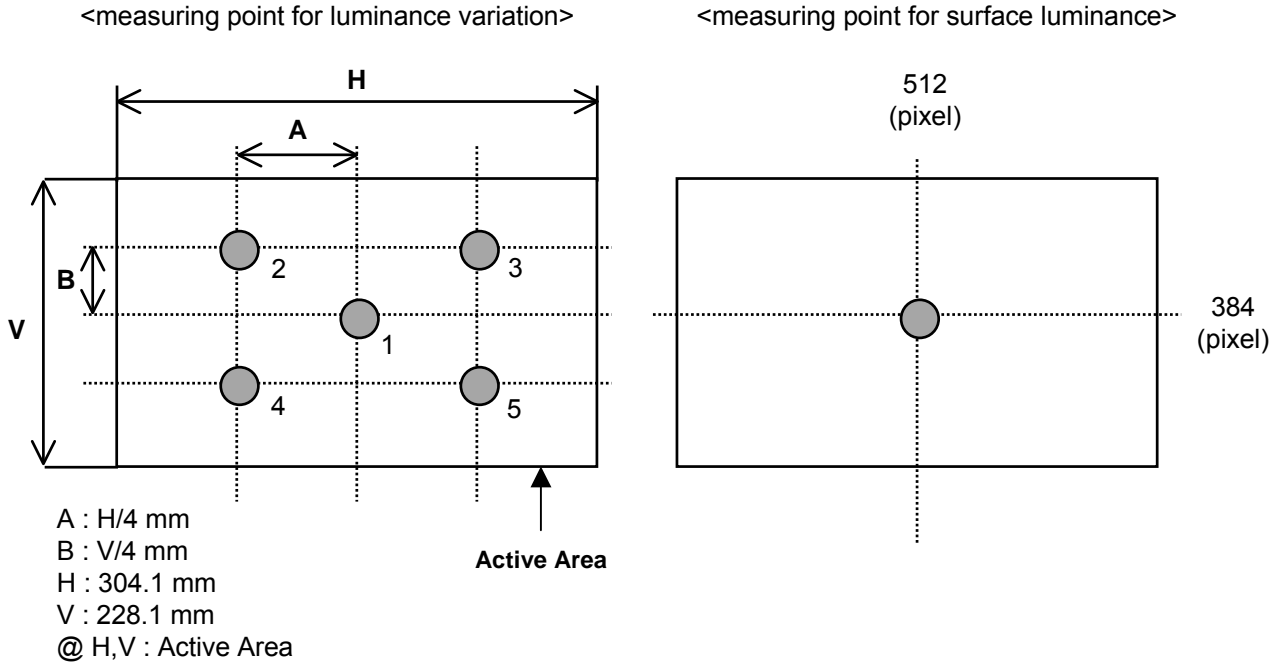 <measuring point for luminance variation>
<measuring point for surface luminance>
H
A
512
(pixel)
2
3
B
1
V
384
(pixel)
4
5
A : H/4 mm
B : V/4 mm
H : 304.1 mm
V : 228.1 mm
@ H,V : Active Area
Active Area